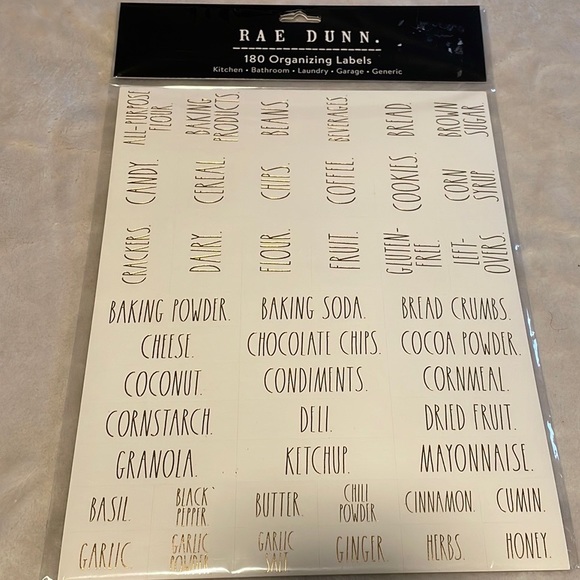 RAE DUNN.
180 Organizing Labels
Kitchen • Bathroom • Laundry • Garage • Generic
ALL-PURPOSE
FLOUR.
BAKING
PRODUCTS.
BEANS.
BEVERAGES.
BREAD.
BROWN
SUGAR.
CANDY.
CEREAL.
CHIPS.
COFFEE.
COOKIES.
CORN
SYRUP.
CRACKERS.
DAIRY.
FLOUR.
FRUIT.
GLUTEN-
FREE.
LEFT-
OVERS.
BAKING POWDER. BAKING SODA. BREAD CRUMBS.
CHEESE. CHOCOLATE CHIPS. COCOA POWDER.
COCONUT. CONDIMENTS. CORNMEAL.
CORNSTARCH. DELI. DRIED FRUIT.
GRANOLA. KETCHUP. MAYONNAISE.
BASIL.
BLACK
PEPPER.
BUTTER.
CHILI
POWDER
CINNAMON.
CUMIN.
GARLIC
GARLIC
POWDER.
GARLIC
SALT
GINGER
HERBS.
HONEY.